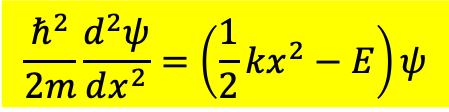 ℏ²/2m d²ψ/dx² = (1/2 kx² − E) ψ